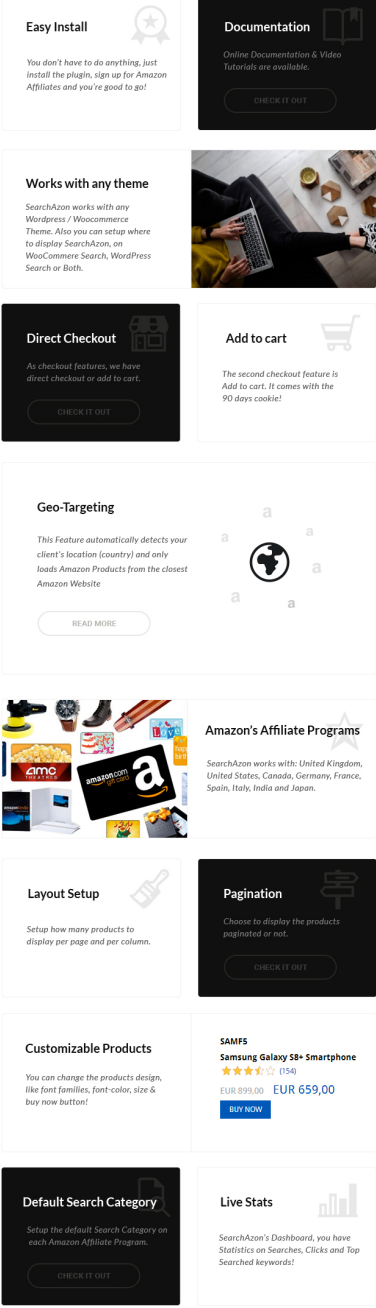 Easy Install
You don't have to do anything, just
install the plugin, sign up for Amazon
Affiliates and you're good to go!
Documentation
Online Documentation & Video
Tutorials are available.
CHECK IT OUT
Works with any theme
SearchAzon works with any
Wordpress / Woocommerce
Theme. Also you can setup where
to display SearchAzon, on
WooCommere Search, WordPress
Search or Both.
Direct Checkout
As checkout features, we have
direct checkout or add to cart.
CHECK IT OUT
Add to cart
The second checkout feature is
Add to cart. It comes with the
90 days cookie!
Geo-Targeting
This Feature automatically detects your
client's location (country) and only
loads Amazon Products from the closest
Amazon Website
READ MORE
a
a
a
a
a
a
amc
THEATRES
Love
amazon.com
gift card
a
Amazon's Affiliate Programs
SearchAzon works with: United Kingdom,
United States, Canada, Germany, France,
Spain, Italy, India and Japan.
Layout Setup
Setup how many products to
display per page and per column.
Pagination
Choose to display the products
paginated or not.
CHECK IT OUT
Customizable Products
You can change the products design,
like font families, font-color, size &
buy now button!
SAMF5
Samsung Galaxy S8+ Smartphone
(154)
EUR 899,00 EUR 659,00
BUY NOW
Default Search Category
Setup the default Search Category on
each Amazon Affiliate Program.
CHECK IT OUT
Live Stats
SearchAzon's Dashboard, you have
Statistics on Searches, Clicks and Top
Searched keywords!